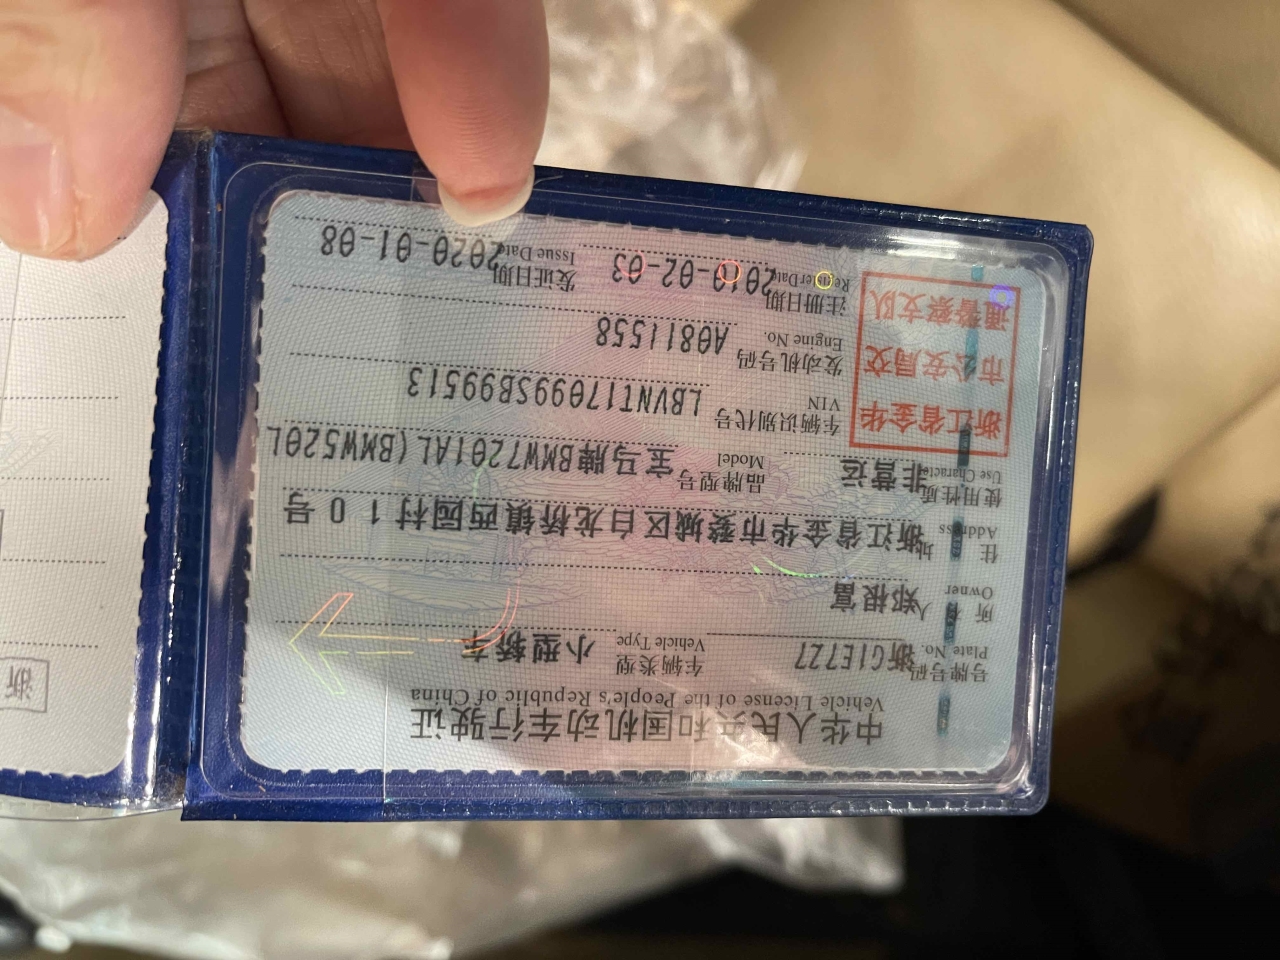 中华人民共和国机动车行驶证
Vehicle License of the People's Republic of China
号牌号码 浙G1E7Z7 车辆类型 小型轿车
Plate No. Vehicle Type
所有人 郑根富
Owner
住址 浙江省金华市婺城区白龙桥镇西园村10号
Address
使用性质 非营运 品牌型号 宝马牌BMW7201AL(BMW520L
Use Character Model
浙江省金华
市公安局交
通警察支队
车辆识别代号 LBVNT17099SB99513
VIN
发动机号码 A0811558
Engine No.
注册日期 2010-02-03 发证日期 2020-01-08
Register Date Issue Date
浙